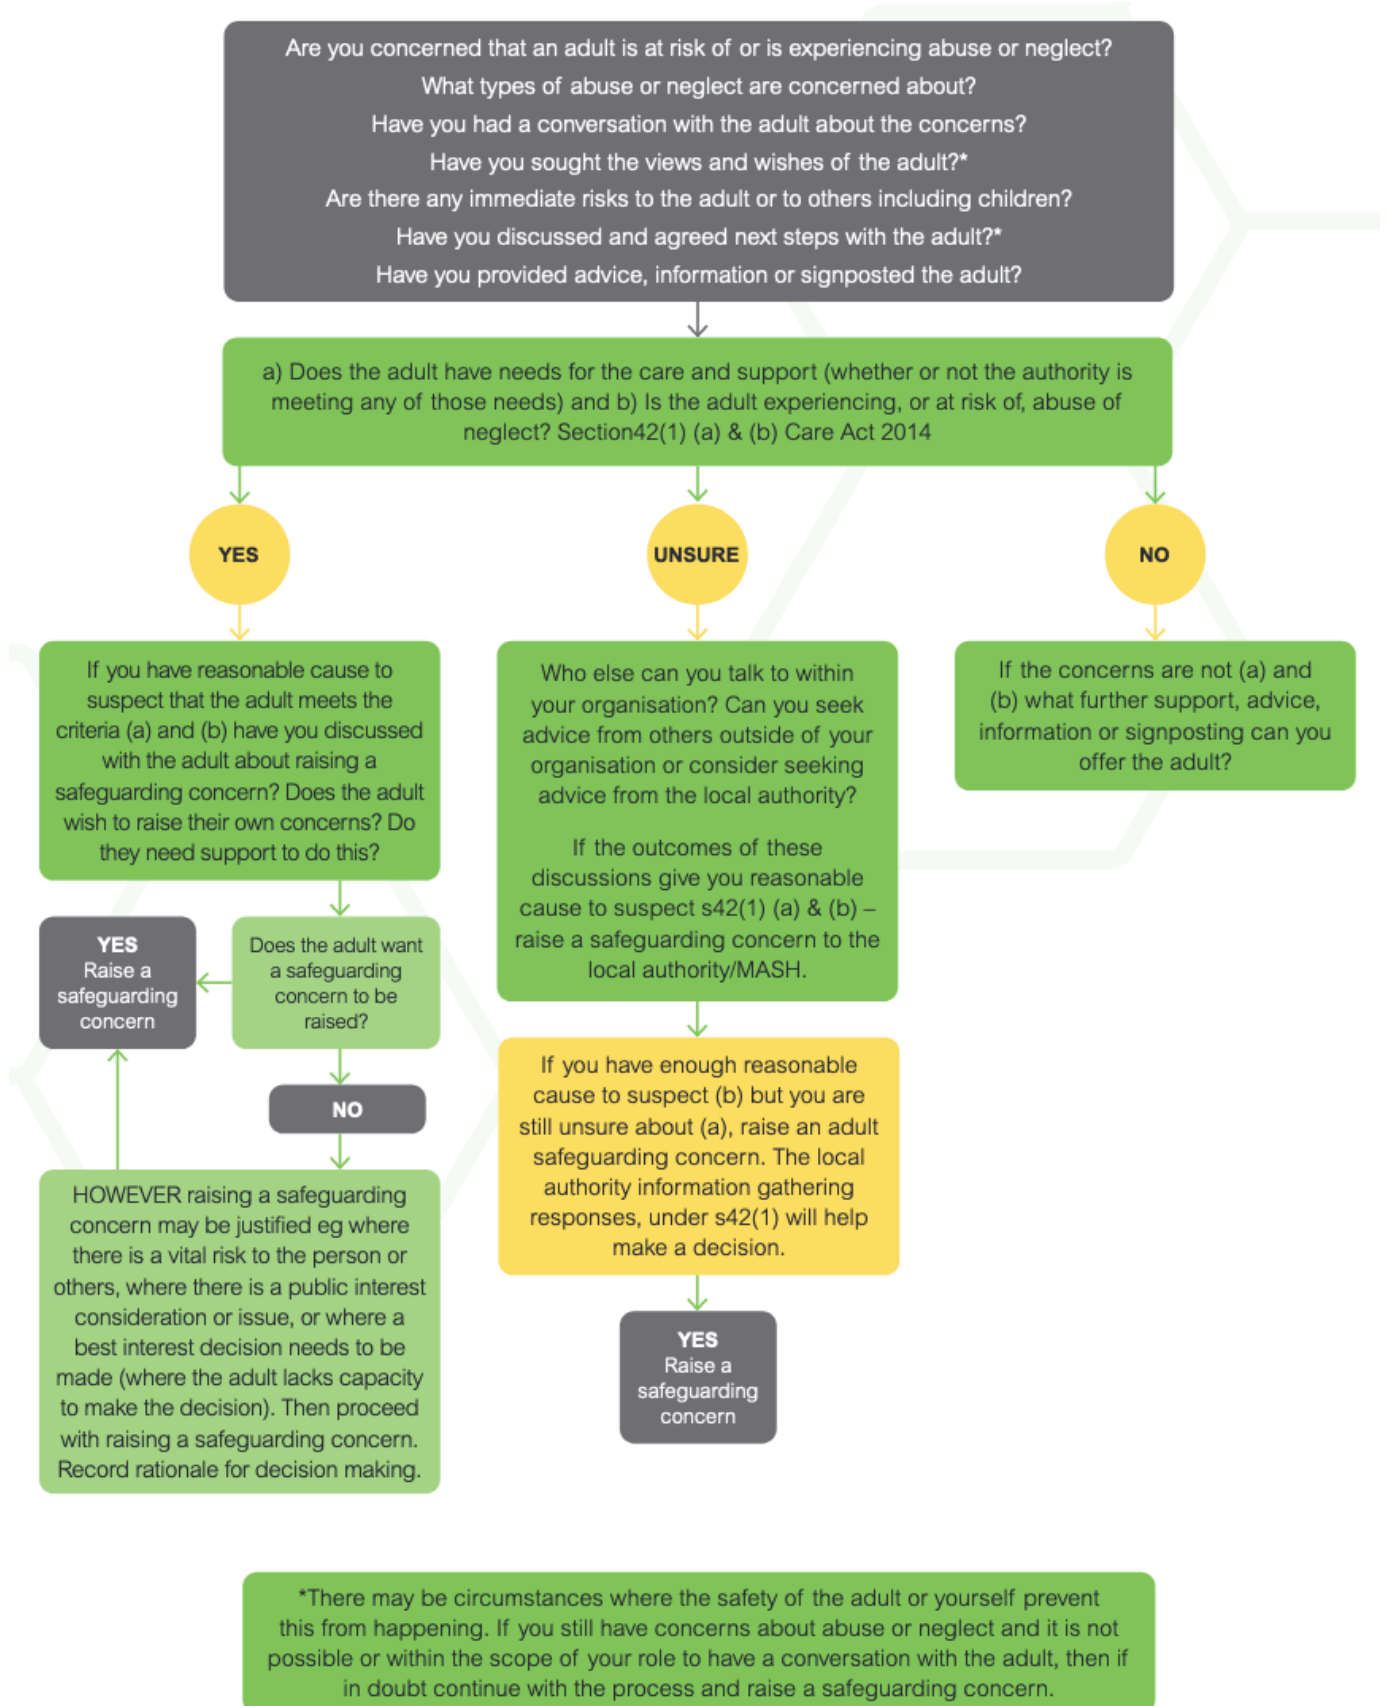 Are you concerned that an adult is at risk of or is experiencing abuse or neglect?
What types of abuse or neglect are concerned about?
Have you had a conversation with the adult about the concerns?
Have you sought the views and wishes of the adult?*
Are there any immediate risks to the adult or to others including children?
Have you discussed and agreed next steps with the adult?*
Have you provided advice, information or signposted the adult?
a) Does the adult have needs for the care and support (whether or not the authority is
meeting any of those needs) and b) Is the adult experiencing, or at risk of, abuse of
neglect? Section42(1) (a) & (b) Care Act 2014
YES
If you have reasonable cause to
suspect that the adult meets the
criteria (a) and (b) have you discussed
with the adult about raising a
safeguarding concern? Does the adult
wish to raise their own concerns? Do
they need support to do this?
Does the adult want
a safeguarding
concern to be
raised?
YES
Raise a
safeguarding
concern
NO
HOWEVER raising a safeguarding
concern may be justified eg where
there is a vital risk to the person or
others, where there is a public interest
consideration or issue, or where a
best interest decision needs to be
made (where the adult lacks capacity
to make the decision). Then proceed
with raising a safeguarding concern.
Record rationale for decision making.
UNSURE
Who else can you talk to within
your organisation? Can you seek
advice from others outside of your
organisation or consider seeking
advice from the local authority?
If the outcomes of these
discussions give you reasonable
cause to suspect s42(1) (a) & (b) –
raise a safeguarding concern to the
local authority/MASH.
If you have enough reasonable
cause to suspect (b) but you are
still unsure about (a), raise an adult
safeguarding concern. The local
authority information gathering
responses, under s42(1) will help
make a decision.
YES
Raise a
safeguarding
concern
NO
If the concerns are not (a) and
(b) what further support, advice,
information or signposting can you
offer the adult?
*There may be circumstances where the safety of the adult or yourself prevent
this from happening. If you still have concerns about abuse or neglect and it is not
possible or within the scope of your role to have a conversation with the adult, then if
in doubt continue with the process and raise a safeguarding concern.